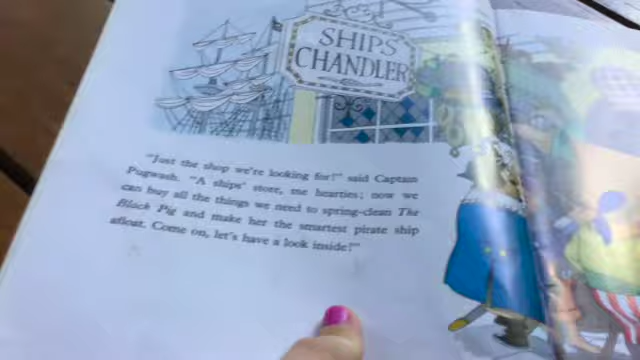 SHIPS
CHANDLER
"Just the shop we're looking for!" said Captain
Pugwash. "A ships' store, me hearties; now we
can buy all the things we need to spring-clean The
Black Pig and make her the smartest pirate ship
afloat. Come on, let's have a look inside!"